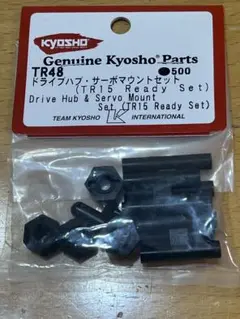 KYOSHO
Genuine Kyosho Parts
TR48 ●500
ドライブハブ・サーボマウントセット
(TR15 Ready Set)
Drive Hub & Servo Mount
Set (TR15 Ready Set)
TEAM KYOSHO K INTERNATIONAL